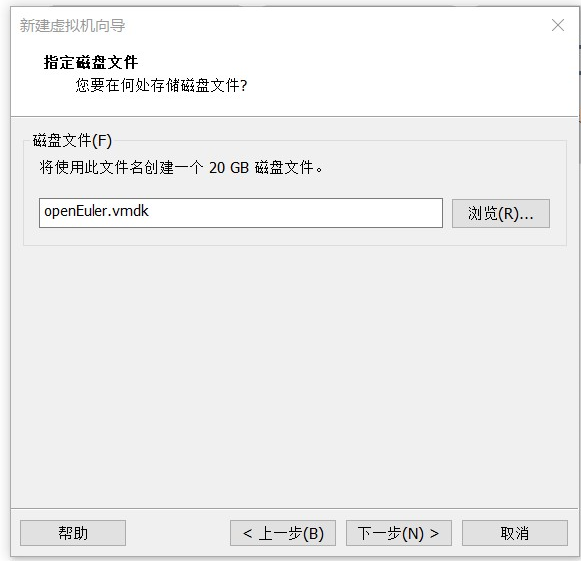 新建虚拟机向导
指定磁盘文件
您要在何处存储磁盘文件?
磁盘文件(F)
将使用此文件名创建一个 20 GB 磁盘文件。
openEuler.vmdk
浏览(R)...
帮助
< 上一步(B)
下一步(N) >
取消